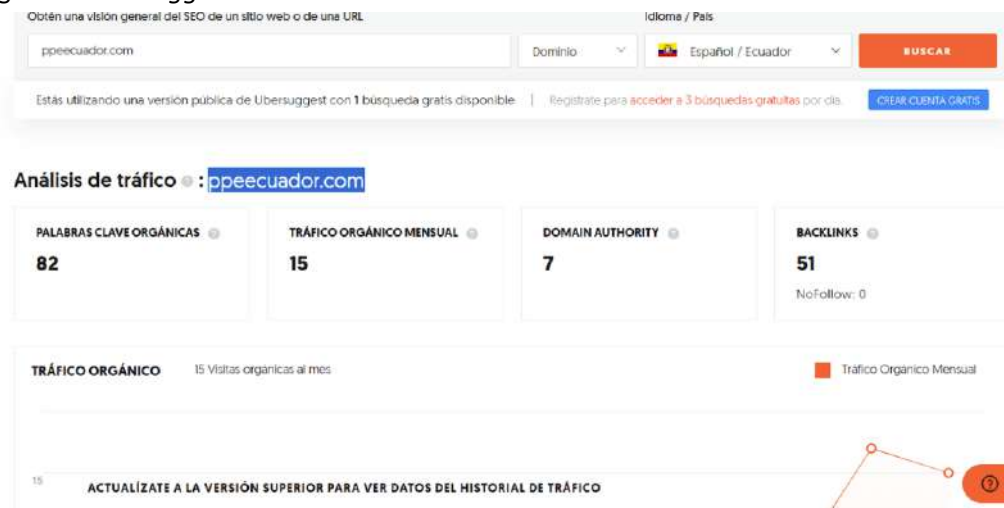 Obtén una visión general del SEO de un sitio web o de una URL
Idioma / País
ppeecuador.com
Dominio
Español / Ecuador
BUSCAR
Estás utilizando una versión pública de Ubersuggest con 1 búsqueda gratis disponible | Regístrate para acceder a 3 búsquedas gratuitas por día.
CREAR CUENTA GRATIS
Análisis de tráfico : ppeecuador.com
PALABRAS CLAVE ORGÁNICAS
82
TRÁFICO ORGÁNICO MENSUAL
15
DOMAIN AUTHORITY
7
BACKLINKS
51
NoFollow: 0
TRÁFICO ORGÁNICO
15 Visitas orgánicas al mes
Tráfico Orgánico Mensual
15
ACTUALÍZATE A LA VERSIÓN SUPERIOR PARA VER DATOS DEL HISTORIAL DE TRÁFICO